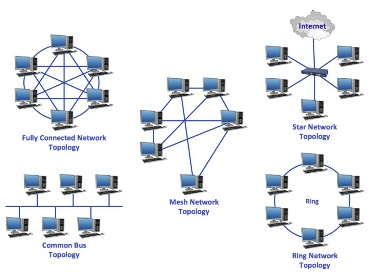 Internet
Fully Connected Network
Topology
Star Network
Topology
Mesh Network
Topology
Common Bus
Topology
Ring
Ring Network
Topology